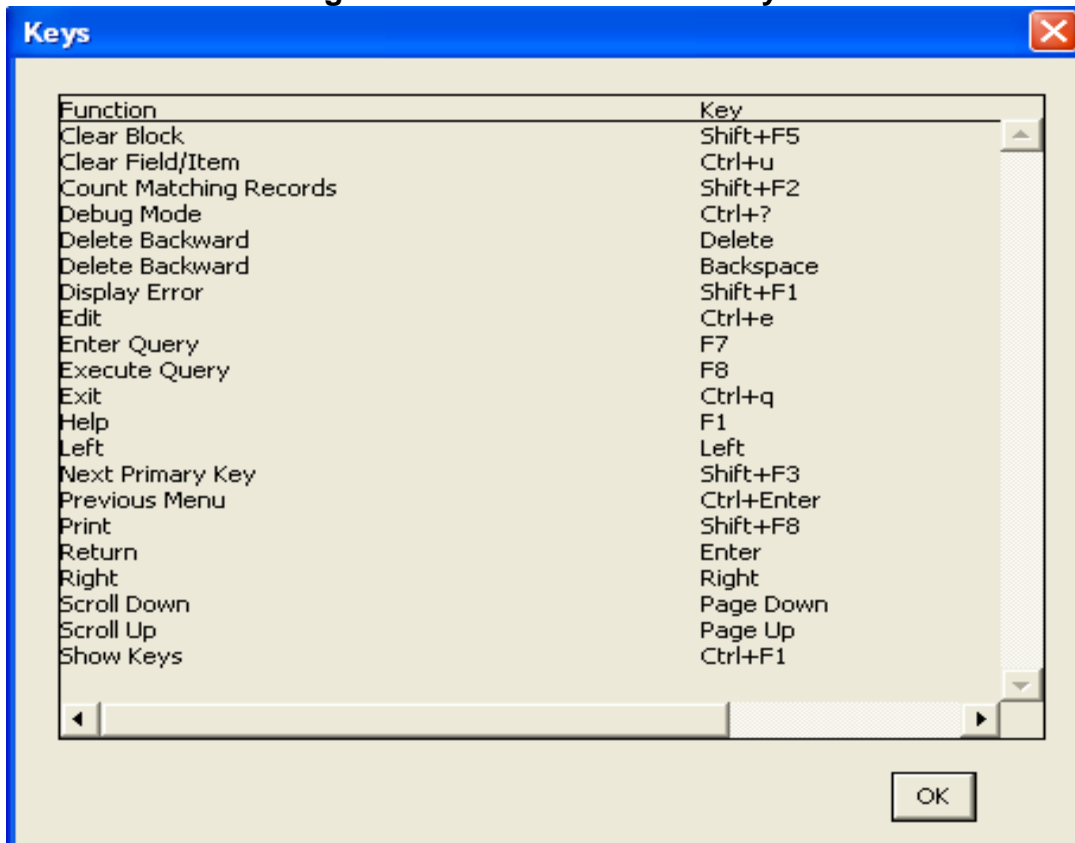 Keys
Function Key
Clear Block Shift+F5
Clear Field/Item Ctrl+u
Count Matching Records Shift+F2
Debug Mode Ctrl+?
Delete Backward Delete
Delete Backward Backspace
Display Error Shift+F1
Edit Ctrl+e
Enter Query F7
Execute Query F8
Exit Ctrl+q
Help F1
Left Left
Next Primary Key Shift+F3
Previous Menu Ctrl+Enter
Print Shift+F8
Return Enter
Right Right
Scroll Down Page Down
Scroll Up Page Up
Show Keys Ctrl+F1
OK